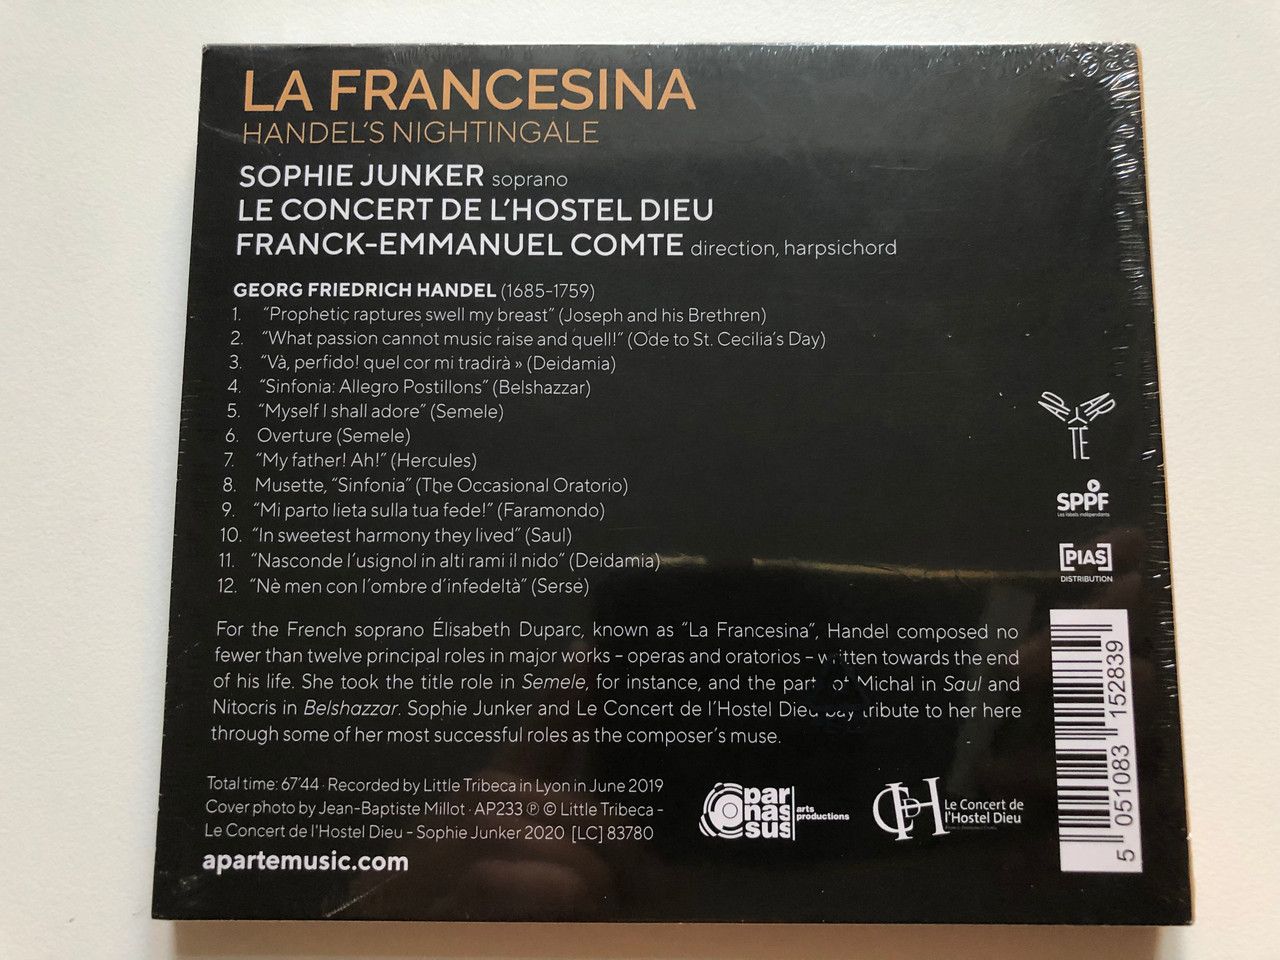 LA FRANCESINA
HANDEL'S NIGHTINGALE
SOPHIE JUNKER soprano
LE CONCERT DE L'HOSTEL DIEU
FRANCK-EMMANUEL COMTE direction, harpsichord
GEORG FRIEDRICH HANDEL (1685-1759)
1. “Prophetic raptures swell my breast” (Joseph and his Brethren)
2. “What passion cannot music raise and quell!” (Ode to St. Cecilia's Day)
3. “Và, perfido! quel cor mi tradirà » (Deidamia)
4. “Sinfonia: Allegro Postillons” (Belshazzar)
5. “Myself I shall adore” (Semele)
6. Overture (Semele)
7. “My father! Ah!” (Hercules)
8. Musette, “Sinfonia” (The Occasional Oratorio)
9. “Mi parto lieta sulla tua fede!” (Faramondo)
10. “In sweetest harmony they lived” (Saul)
11. “Nasconde l'usignol in alti rami il nido” (Deidamia)
12. “Nè men con l'ombre d'infedeltà” (Serse)
For the French soprano Élisabeth Duparc, known as “La Francesina”, Handel composed no
fewer than twelve principal roles in major works – operas and oratorios – written towards the end
of his life. She took the title role in Semele, for instance, and the part of Michal in Saul and
Nitocris in Belshazzar. Sophie Junker and Le Concert de l'Hostel Dieu pay tribute to her here
through some of her most successful roles as the composer's muse.
Total time: 67'44 · Recorded by Little Tribeca in Lyon in June 2019
Cover photo by Jean-Baptiste Millot · AP233 ℗ © Little Tribeca –
Le Concert de l'Hostel Dieu – Sophie Junker 2020 [LC] 83780
apartemusic.com
AP AR
TÉ
SPPF
Les labels indépendants
[PIAS]
DISTRIBUTION
5 051083 152839
par
nas
sus
arts
productions
CDH
Le Concert de
l'Hostel Dieu